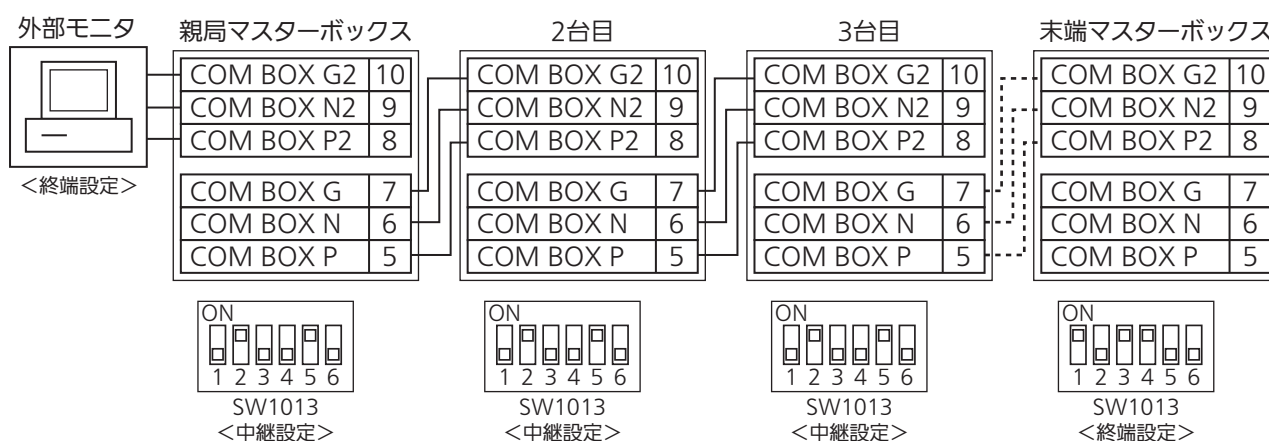 外部モニタ
<終端設定>
親局マスターボックス
COM BOX G2 10
COM BOX N2 9
COM BOX P2 8
COM BOX G 7
COM BOX N 6
COM BOX P 5
ON
1 2 3 4 5 6
SW1013
<中継設定>
2台目
COM BOX G2 10
COM BOX N2 9
COM BOX P2 8
COM BOX G 7
COM BOX N 6
COM BOX P 5
ON
1 2 3 4 5 6
SW1013
<中継設定>
3台目
COM BOX G2 10
COM BOX N2 9
COM BOX P2 8
COM BOX G 7
COM BOX N 6
COM BOX P 5
ON
1 2 3 4 5 6
SW1013
<中継設定>
末端マスターボックス
COM BOX G2 10
COM BOX N2 9
COM BOX P2 8
COM BOX G 7
COM BOX N 6
COM BOX P 5
ON
1 2 3 4 5 6
SW1013
<終端設定>